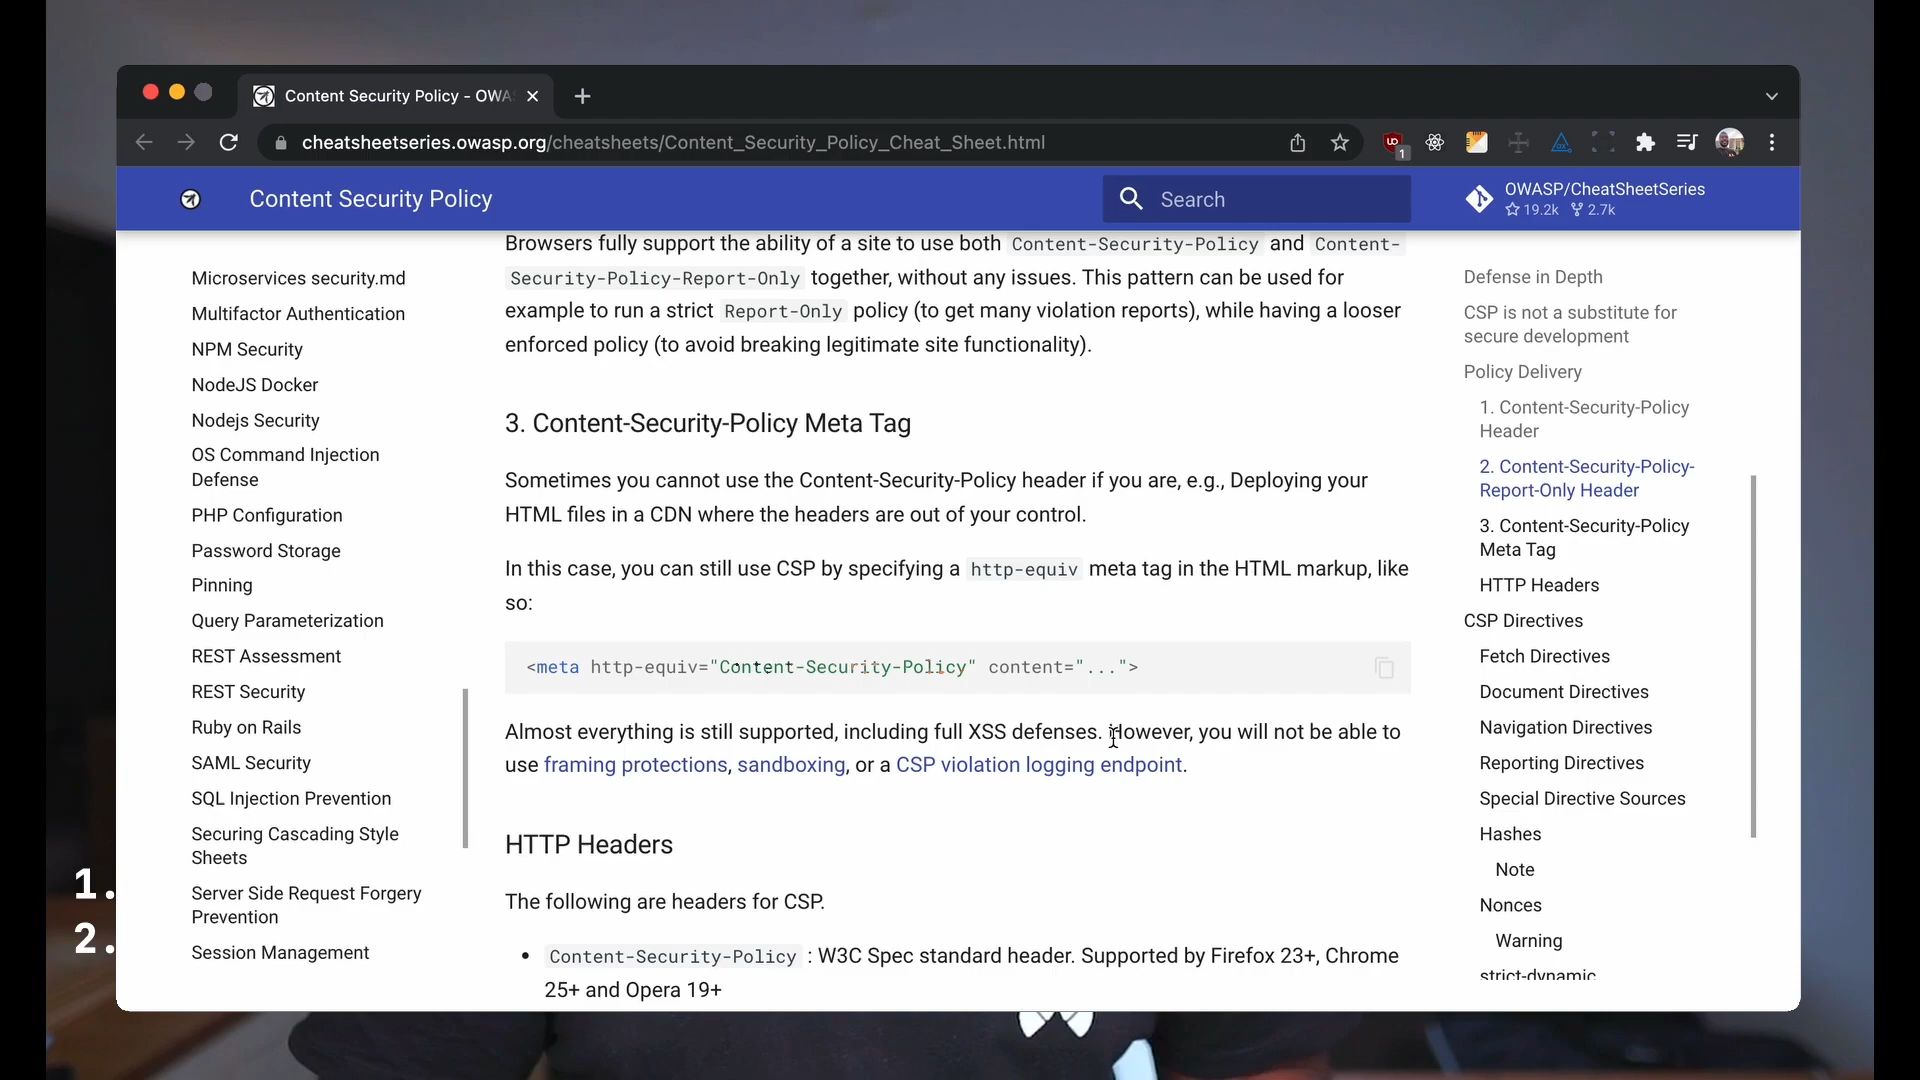 Content Security Policy - OWA
cheatsheetseries.owasp.org/cheatsheets/Content_Security_Policy_Cheat_Sheet.html
1
Content Security Policy
Search
OWASP/CheatSheetSeries
19.2k 2.7k
Microservices security.md
Multifactor Authentication
NPM Security
NodeJS Docker
Nodejs Security
OS Command Injection
Defense
PHP Configuration
Password Storage
Pinning
Query Parameterization
REST Assessment
REST Security
Ruby on Rails
SAML Security
SQL Injection Prevention
Securing Cascading Style
Sheets
Server Side Request Forgery
Prevention
Session Management
Browsers fully support the ability of a site to use both Content-Security-Policy and Content-
Security-Policy-Report-Only together, without any issues. This pattern can be used for
example to run a strict Report-Only policy (to get many violation reports), while having a looser
enforced policy (to avoid breaking legitimate site functionality).
3. Content-Security-Policy Meta Tag
Sometimes you cannot use the Content-Security-Policy header if you are, e.g., Deploying your
HTML files in a CDN where the headers are out of your control.
In this case, you can still use CSP by specifying a http-equiv meta tag in the HTML markup, like
so:
<meta http-equiv="Content-Security-Policy" content="...">
Almost everything is still supported, including full XSS defenses. However, you will not be able to
use framing protections, sandboxing, or a CSP violation logging endpoint.
HTTP Headers
The following are headers for CSP.
• Content-Security-Policy : W3C Spec standard header. Supported by Firefox 23+, Chrome
25+ and Opera 19+
Defense in Depth
CSP is not a substitute for
secure development
Policy Delivery
1. Content-Security-Policy
Header
2. Content-Security-Policy-
Report-Only Header
3. Content-Security-Policy
Meta Tag
HTTP Headers
CSP Directives
Fetch Directives
Document Directives
Navigation Directives
Reporting Directives
Special Directive Sources
Hashes
Note
Nonces
Warning
strict-dynamic
1.
2.